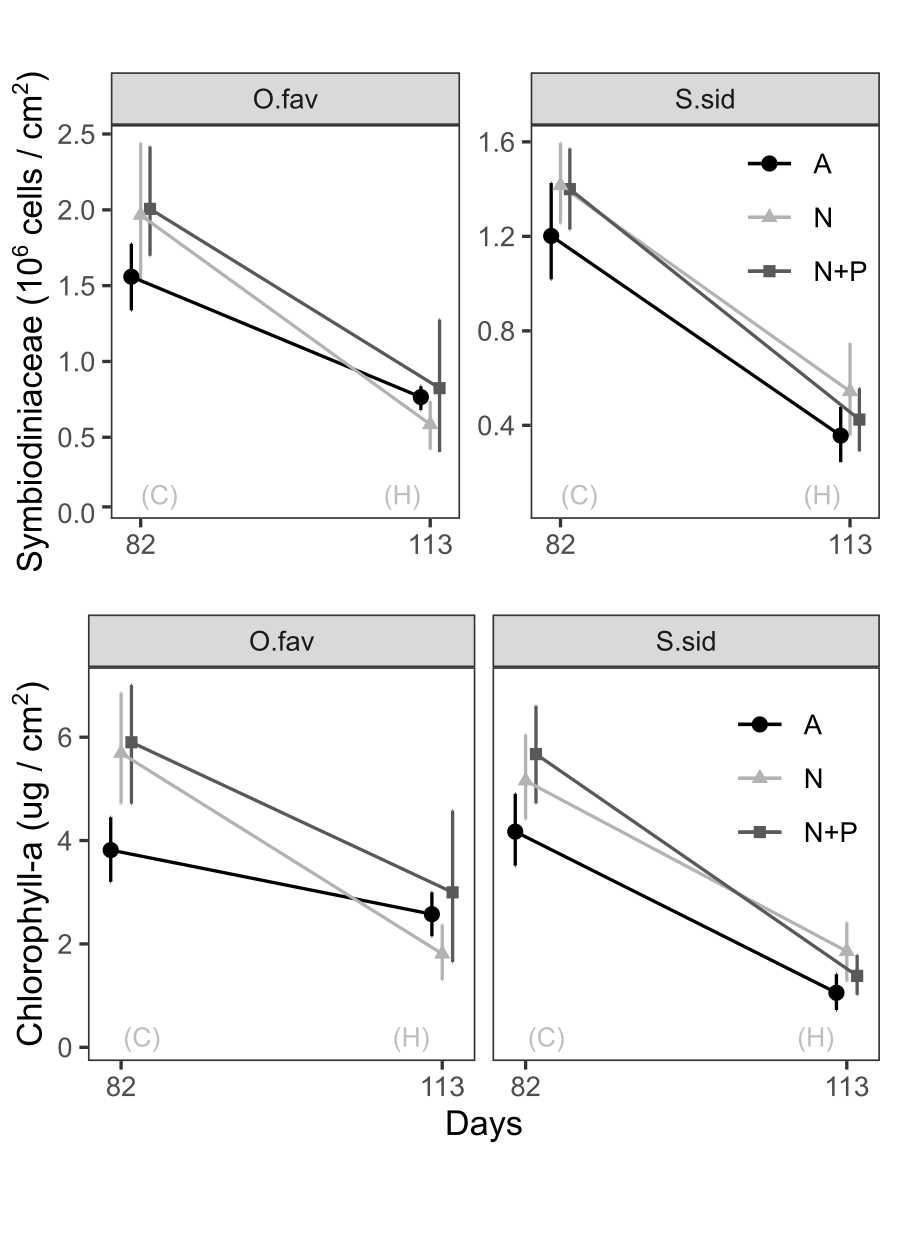 O.fav
S.sid
Symbiodiniaceae (10⁶ cells / cm²)
2.5
2.0
1.5
1.0
0.5
0.0
1.6
1.2
0.8
0.4
A
N
N+P
(C)
(H)
(C)
(H)
82
113
82
113
O.fav
S.sid
Chlorophyll-a (ug / cm²)
6
4
2
0
A
N
N+P
(C)
(H)
(C)
(H)
82
113
82
113
Days